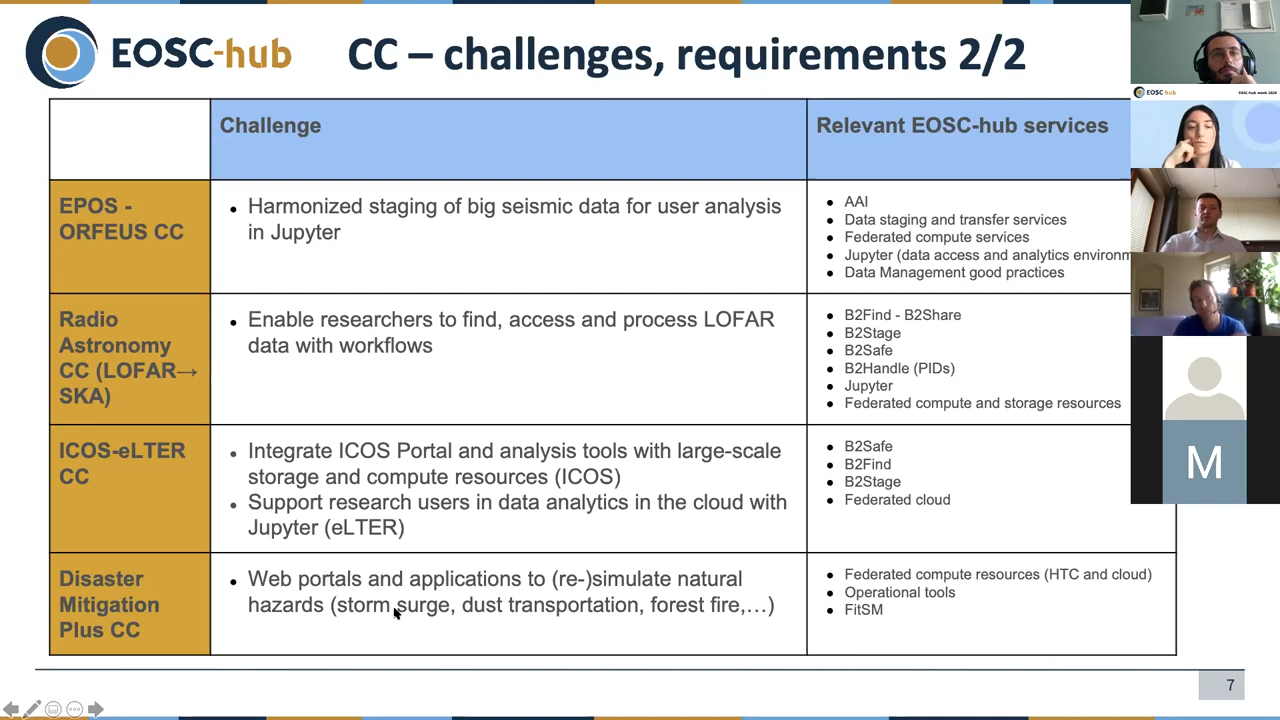 EOSC-hub
CC – challenges, requirements 2/2
Challenge
Relevant EOSC-hub services
EPOS -
ORFEUS CC
• Harmonized staging of big seismic data for user analysis
in Jupyter
• AAI
• Data staging and transfer services
• Federated compute services
• Jupyter (data access and analytics environm
• Data Management good practices
Radio
Astronomy
CC (LOFAR→
SKA)
• Enable researchers to find, access and process LOFAR
data with workflows
• B2Find - B2Share
• B2Stage
• B2Safe
• B2Handle (PIDs)
• Jupyter
• Federated compute and storage resources
ICOS-eLTER
CC
• Integrate ICOS Portal and analysis tools with large-scale
storage and compute resources (ICOS)
• Support research users in data analytics in the cloud with
Jupyter (eLTER)
• B2Safe
• B2Find
• B2Stage
• Federated cloud
Disaster
Mitigation
Plus CC
• Web portals and applications to (re-)simulate natural
hazards (storm surge, dust transportation, forest fire,…)
• Federated compute resources (HTC and cloud)
• Operational tools
• FitSM
7
EOSC-hub
EOSC-hub week 2020
M